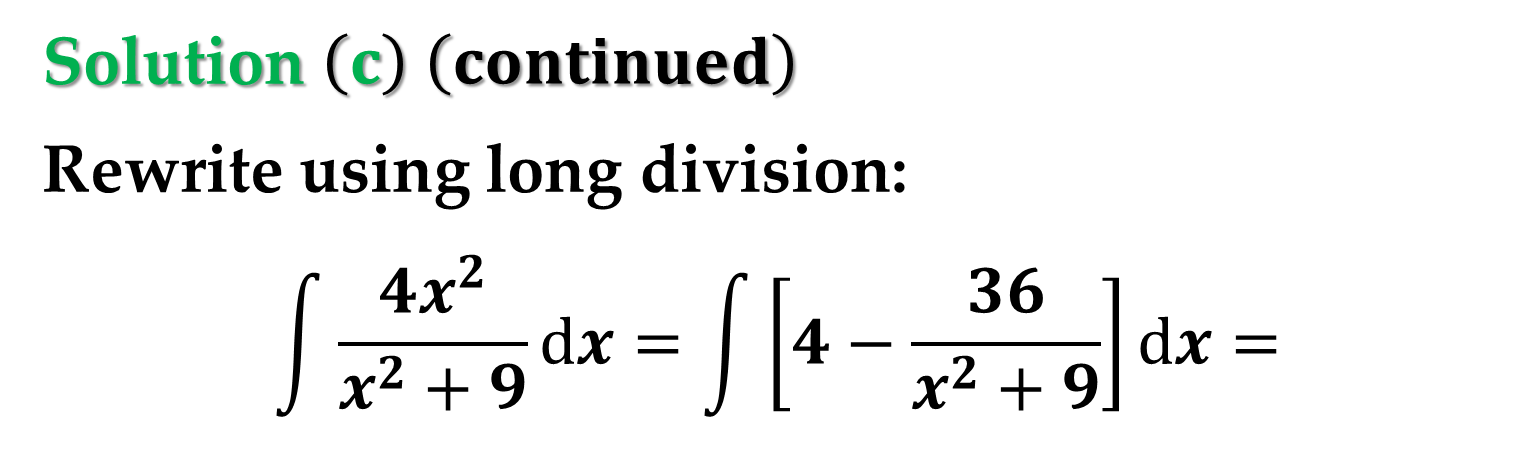 Solution (c) (continued)
Rewrite using long division:
∫ 4x²/(x² + 9) dx = ∫ [4 − 36/(x² + 9)] dx =